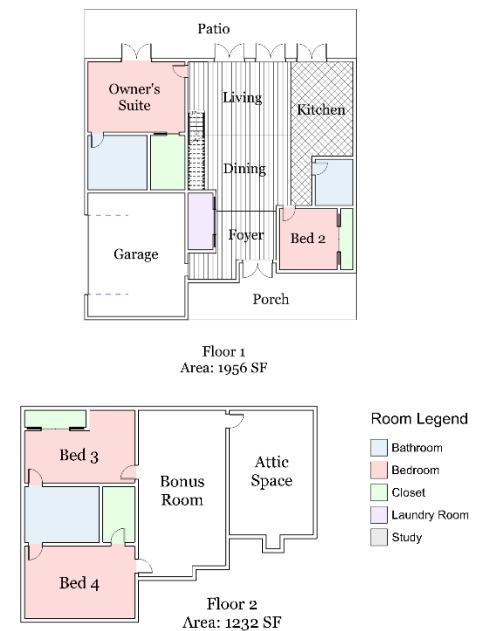 Patio
Owner's
Suite
Living
Kitchen
Dining
Garage
Foyer
Bed 2
Porch
Floor 1
Area: 1956 SF
Bed 3
Bonus
Room
Attic
Space
Bed 4
Floor 2
Area: 1232 SF
Room Legend
Bathroom
Bedroom
Closet
Laundry Room
Study